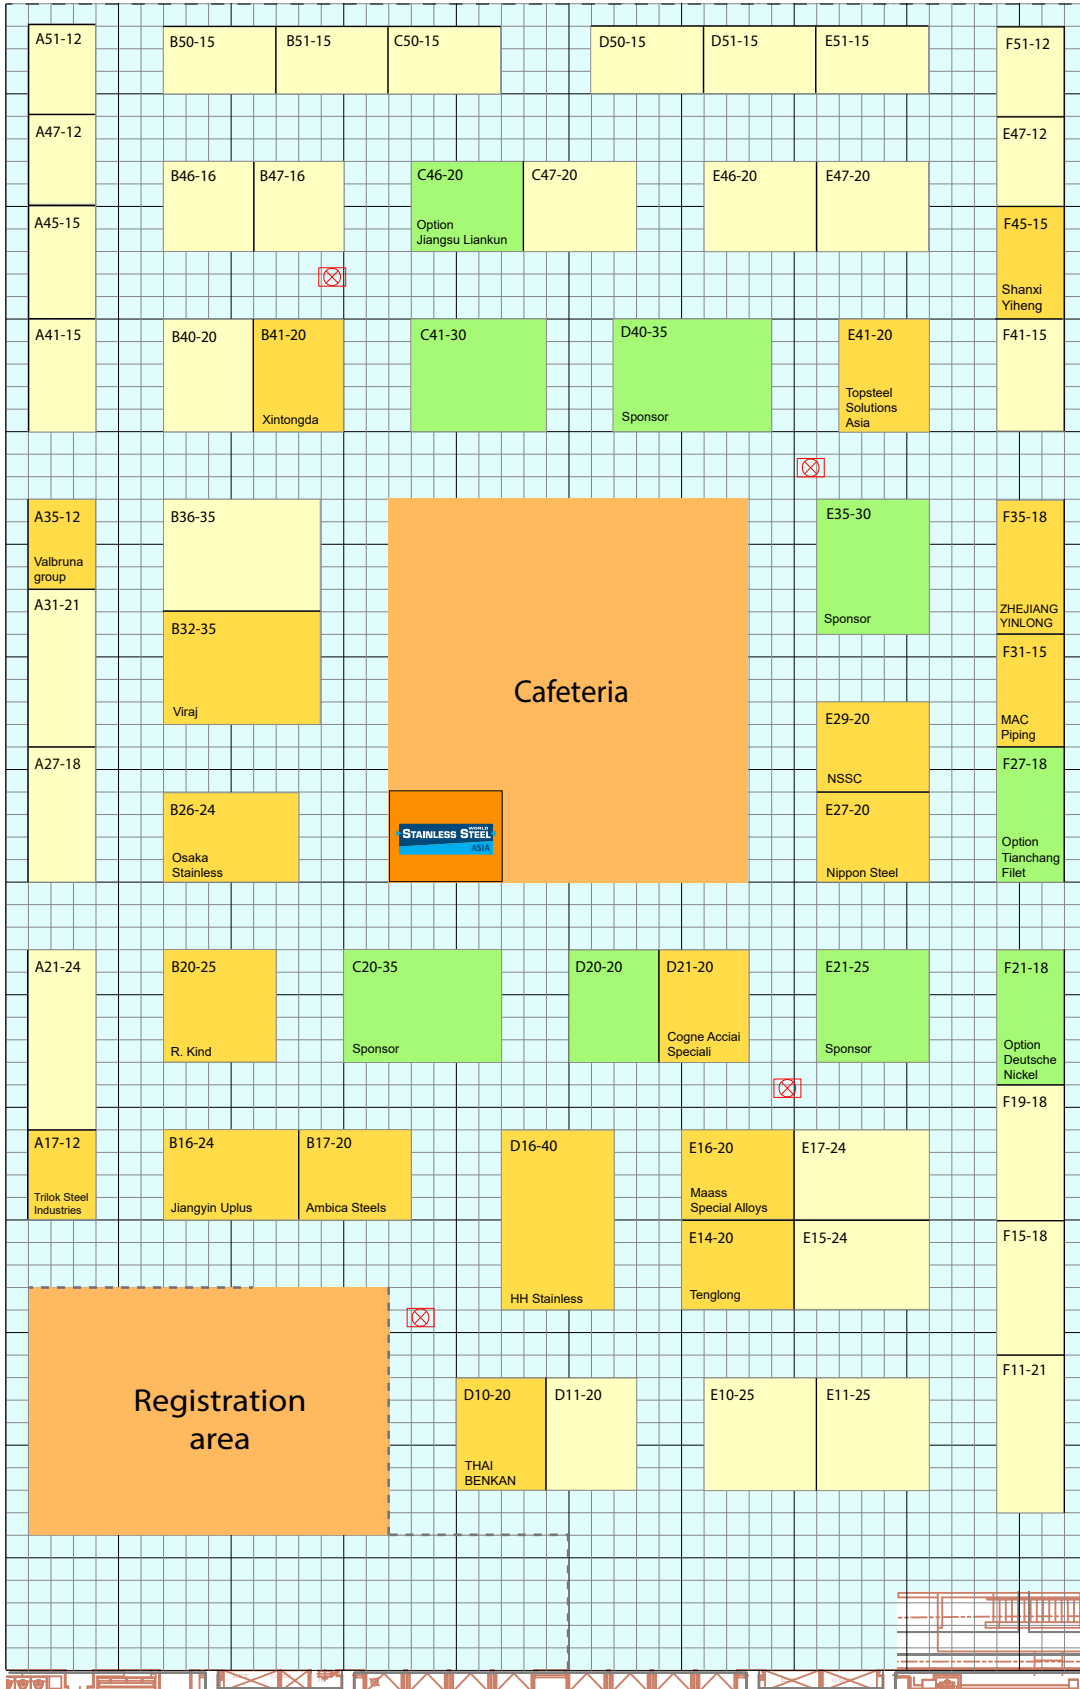 A51-12
B50-15
B51-15
C50-15
D50-15
D51-15
E51-15
F51-12
A47-12
E47-12
B46-16
B47-16
C46-20
Option
Jiangsu Liankun
C47-20
E46-20
E47-20
A45-15
F45-15
Shanxi
Yiheng
A41-15
B40-20
B41-20
Xintongda
C41-30
D40-35
Sponsor
E41-20
Topsteel
Solutions
Asia
F41-15
A35-12
Valbruna
group
B36-35
E35-30
Sponsor
F35-18
ZHEJIANG
YINLONG
A31-21
B32-35
Viraj
Cafeteria
F31-15
MAC
Piping
E29-20
NSSC
A27-18
B26-24
Osaka
Stainless
STAINLESS STEEL
WORLD
ASIA
E27-20
Nippon Steel
F27-18
Option
Tianchang
Filet
A21-24
B20-25
R. Kind
C20-35
Sponsor
D20-20
D21-20
Cogne Acciai
Speciali
E21-25
Sponsor
F21-18
Option
Deutsche
Nickel
F19-18
A17-12
Trilok Steel
Industries
B16-24
Jiangyin Uplus
B17-20
Ambica Steels
D16-40
HH Stainless
E16-20
Maass
Special Alloys
E17-24
E14-20
Tenglong
E15-24
F15-18
Registration
area
D10-20
THAI
BENKAN
D11-20
E10-25
E11-25
F11-21